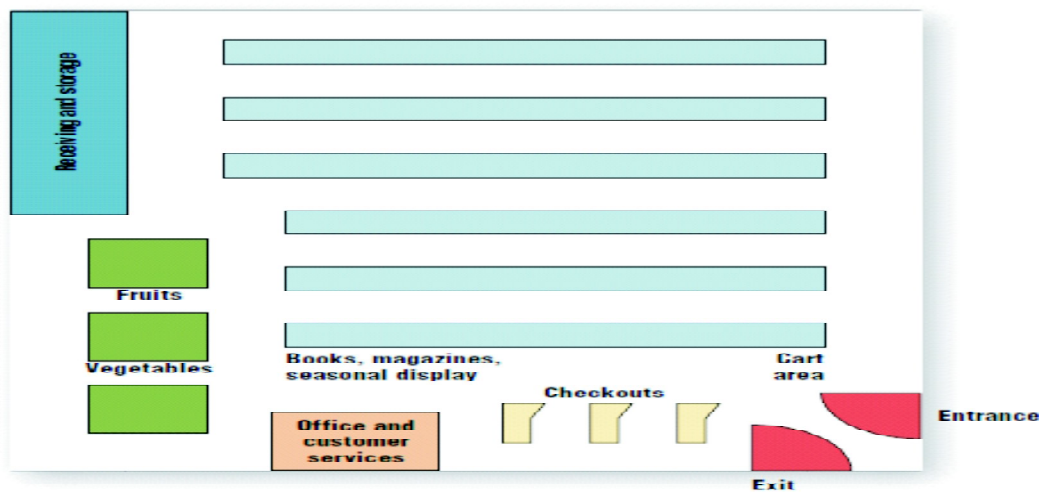 Receiving and storage
Fruits
Vegetables
Books, magazines,
seasonal display
Cart
area
Checkouts
Office and
customer
services
Entrance
Exit